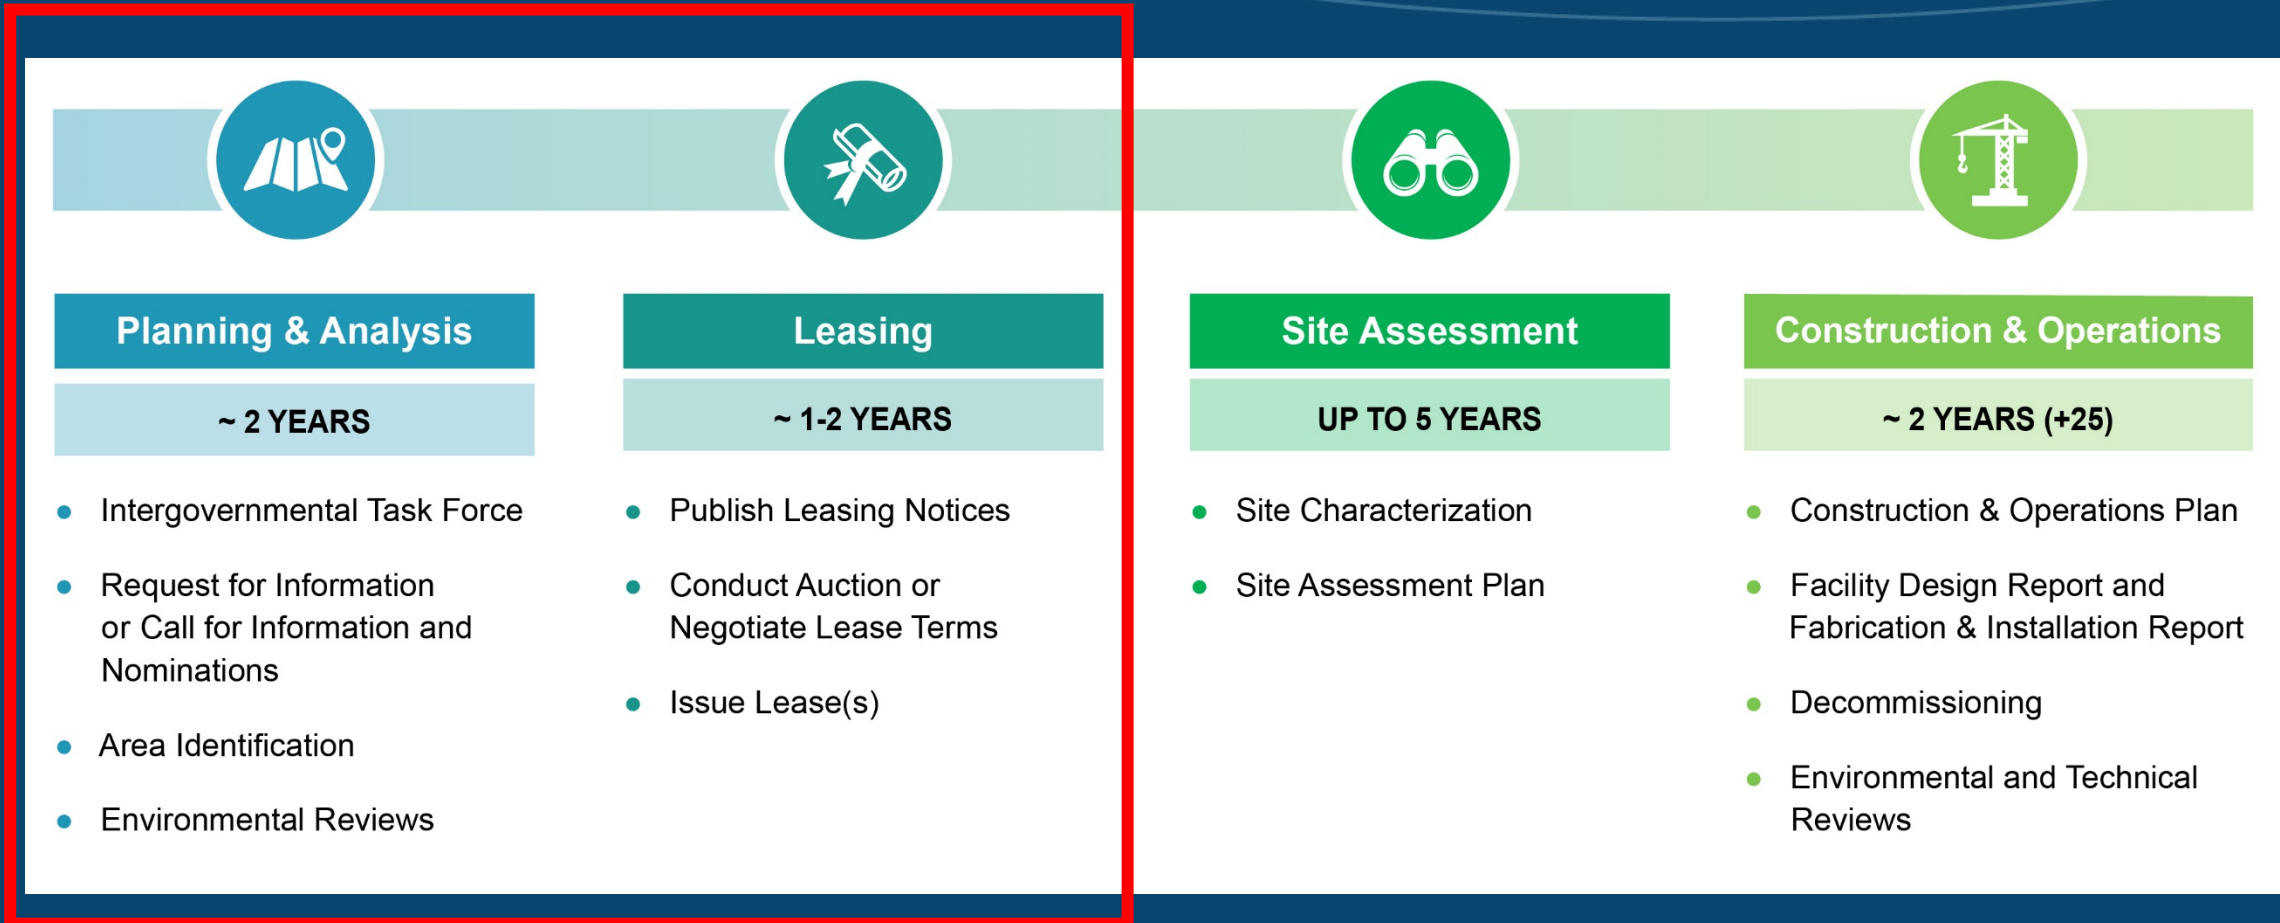 Planning & Analysis
~ 2 YEARS
• Intergovernmental Task Force
• Request for Information
or Call for Information and
Nominations
• Area Identification
• Environmental Reviews
Leasing
~ 1-2 YEARS
• Publish Leasing Notices
• Conduct Auction or
Negotiate Lease Terms
• Issue Lease(s)
Site Assessment
UP TO 5 YEARS
• Site Characterization
• Site Assessment Plan
Construction & Operations
~ 2 YEARS (+25)
• Construction & Operations Plan
• Facility Design Report and
Fabrication & Installation Report
• Decommissioning
• Environmental and Technical
Reviews